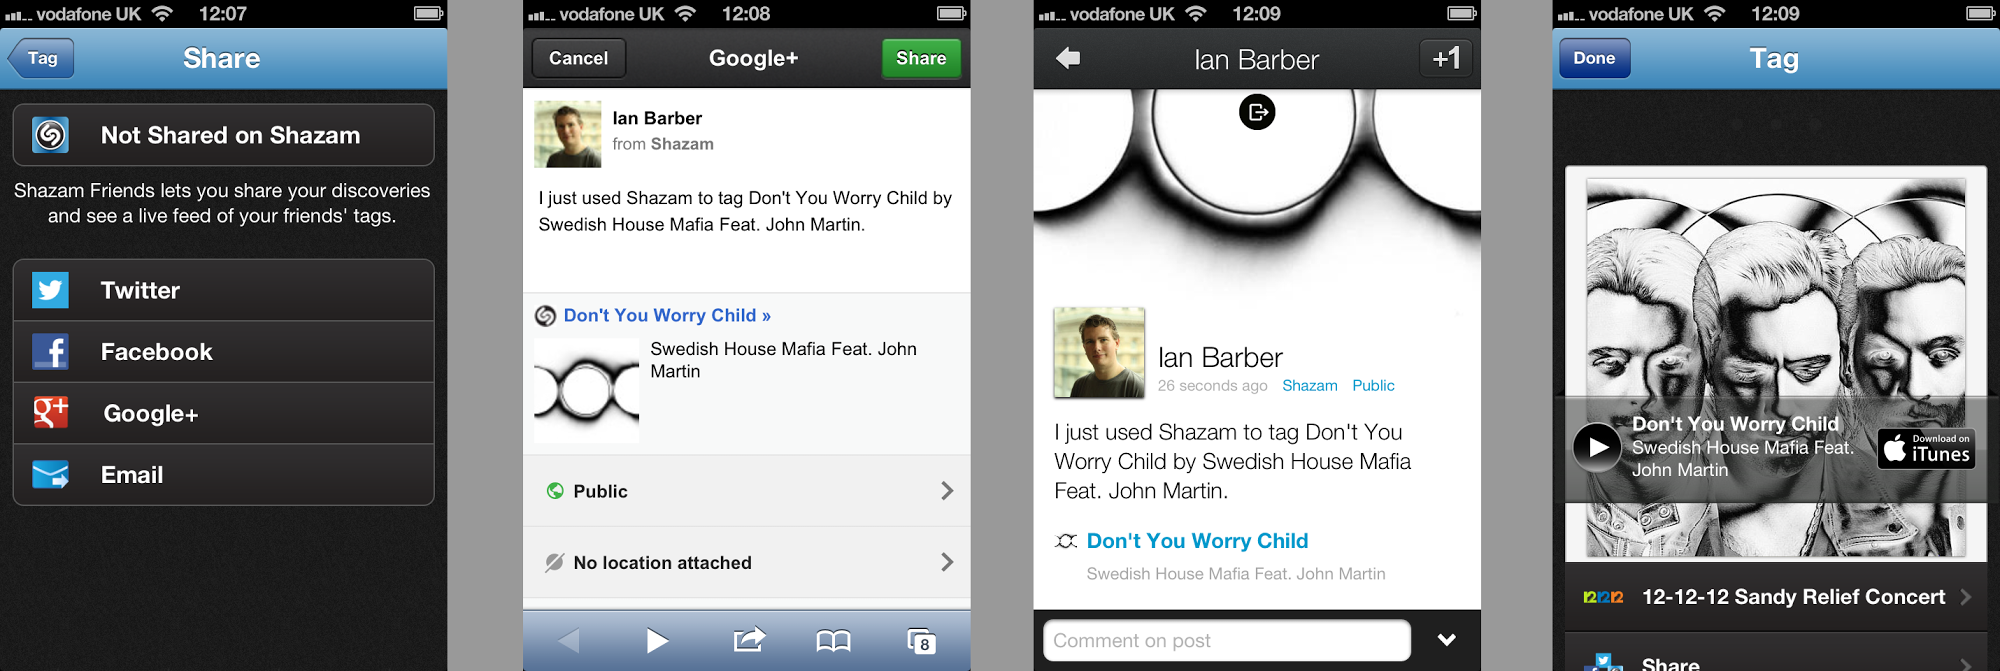 vodafone UK 12:07
Tag Share
Not Shared on Shazam
Shazam Friends lets you share your discoveries
and see a live feed of your friends' tags.
Twitter
Facebook
Google+
Email
vodafone UK 12:08
Cancel Google+ Share
Ian Barber
from Shazam
I just used Shazam to tag Don't You Worry Child by
Swedish House Mafia Feat. John Martin.
Don't You Worry Child »
Swedish House Mafia Feat. John
Martin
Public
No location attached
8
vodafone UK 12:09
Ian Barber +1
Ian Barber
26 seconds ago Shazam Public
I just used Shazam to tag Don't You
Worry Child by Swedish House Mafia
Feat. John Martin.
Don't You Worry Child
Swedish House Mafia Feat. John Martin
Comment on post
vodafone UK 12:09
Done Tag
Don't You Worry Child
Swedish House Mafia Feat.
John Martin
Download on
iTunes
121212 12-12-12 Sandy Relief Concert
Share